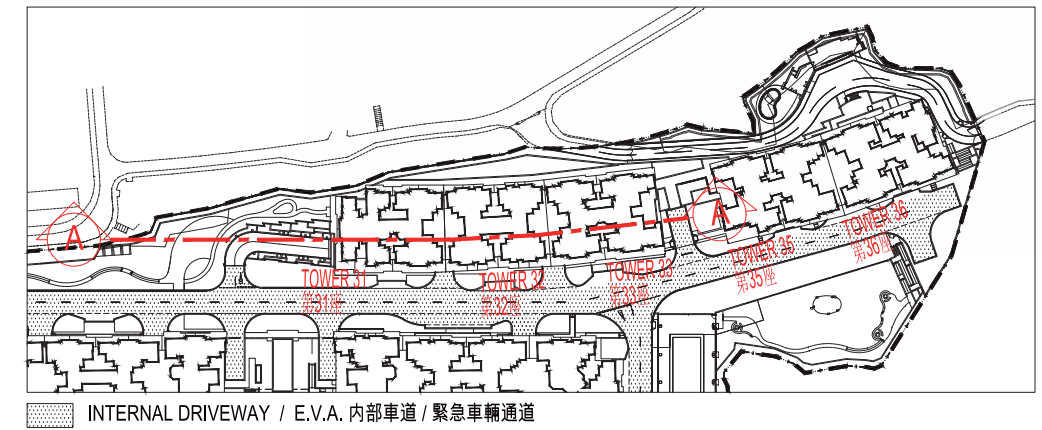 A
A
TOWER 31
第31座
TOWER 32
第32座
TOWER 33
第33座
TOWER 35
第35座
TOWER 36
第36座
INTERNAL DRIVEWAY / E.V.A. 內部車道 / 緊急車輛通道